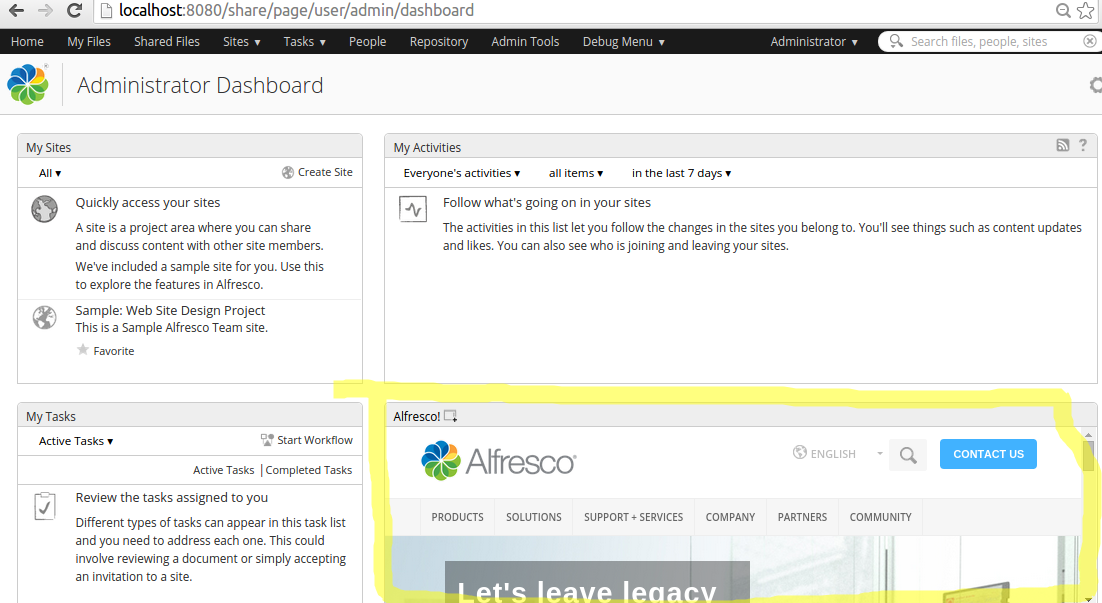 localhost:8080/share/page/user/admin/dashboard
Home My Files Shared Files Sites ▾ Tasks ▾ People Repository Admin Tools Debug Menu ▾ Administrator ▾ Search files, people, sites
Administrator Dashboard
My Sites
All ▾ Create Site
Quickly access your sites
A site is a project area where you can share
and discuss content with other site members.
We've included a sample site for you. Use this
to explore the features in Alfresco.
Sample: Web Site Design Project
This is a Sample Alfresco Team site.
Favorite
My Activities ?
Everyone's activities ▾ all items ▾ in the last 7 days ▾
Follow what's going on in your sites
The activities in this list let you follow the changes in the sites you belong to. You'll see things such as content updates
and likes. You can also see who is joining and leaving your sites.
My Tasks
Active Tasks ▾ Start Workflow
Active Tasks | Completed Tasks
Review the tasks assigned to you
Different types of tasks can appear in this task list
and you need to address each one. This could
involve reviewing a document or simply accepting
an invitation to a site.
Alfresco!
Alfresco® ENGLISH CONTACT US
PRODUCTS SOLUTIONS SUPPORT + SERVICES COMPANY PARTNERS COMMUNITY
Let's leave legacy